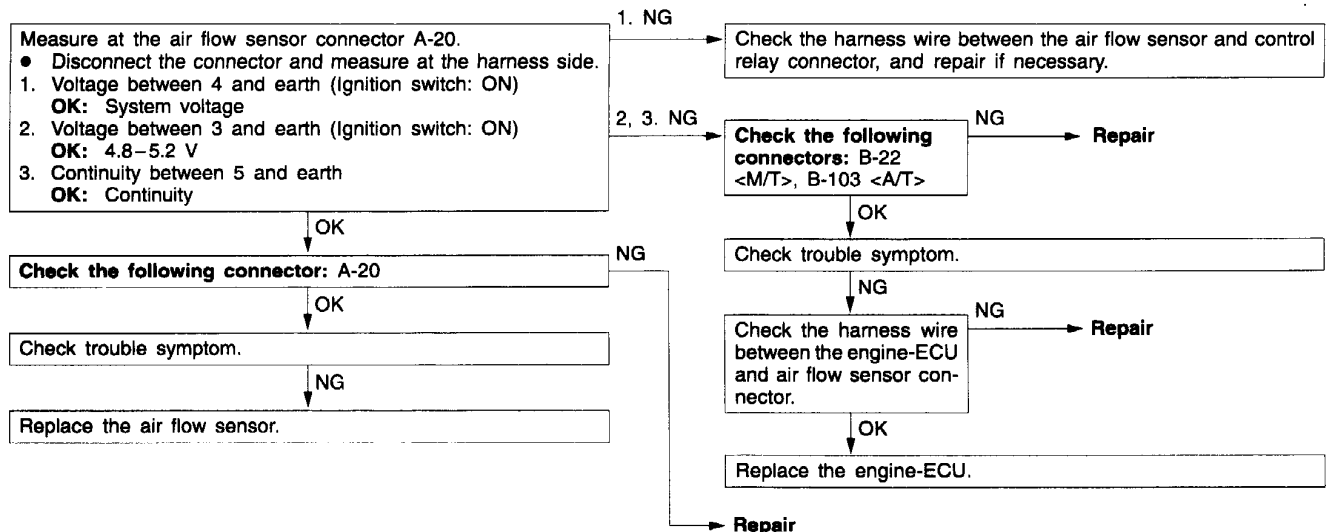 1. NG
Measure at the air flow sensor connector A-20.
● Disconnect the connector and measure at the harness side.
1. Voltage between 4 and earth (Ignition switch: ON)
OK: System voltage
2. Voltage between 3 and earth (Ignition switch: ON)
OK: 4.8–5.2 V
3. Continuity between 5 and earth
OK: Continuity
Check the harness wire between the air flow sensor and control
relay connector, and repair if necessary.
2, 3. NG
Check the following
connectors: B-22
<M/T>, B-103 <A/T>
NG
Repair
OK
Check trouble symptom.
NG
Check the harness wire
between the engine-ECU
and air flow sensor con-
nector.
NG
Repair
OK
Replace the engine-ECU.
OK
Check the following connector: A-20
NG
OK
Check trouble symptom.
NG
Replace the air flow sensor.
Repair